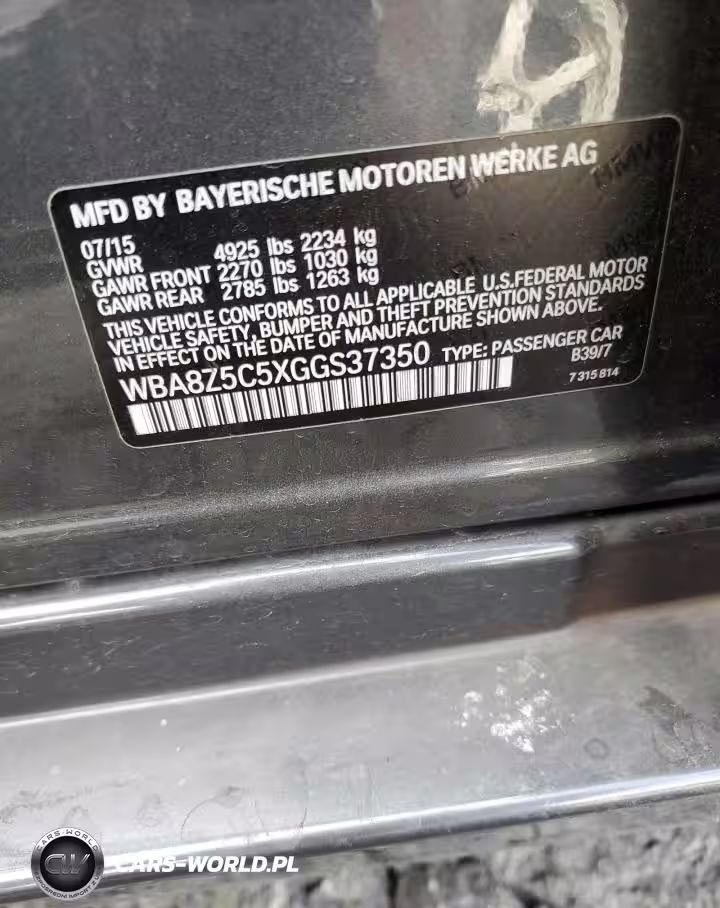 MFD BY BAYERISCHE MOTOREN WERKE AG
07/15
GVWR 4925 lbs 2234 kg
GAWR FRONT 2270 lbs 1030 kg
GAWR REAR 2785 lbs 1263 kg
THIS VEHICLE CONFORMS TO ALL APPLICABLE U.S.FEDERAL MOTOR
VEHICLE SAFETY, BUMPER AND THEFT PREVENTION STANDARDS
IN EFFECT ON THE DATE OF MANUFACTURE SHOWN ABOVE.
WBA8Z5C5XGGS37350 TYPE: PASSENGER CAR
B39/7
7 315 814
CARS-WORLD
CW
CARS-WORLD.PL